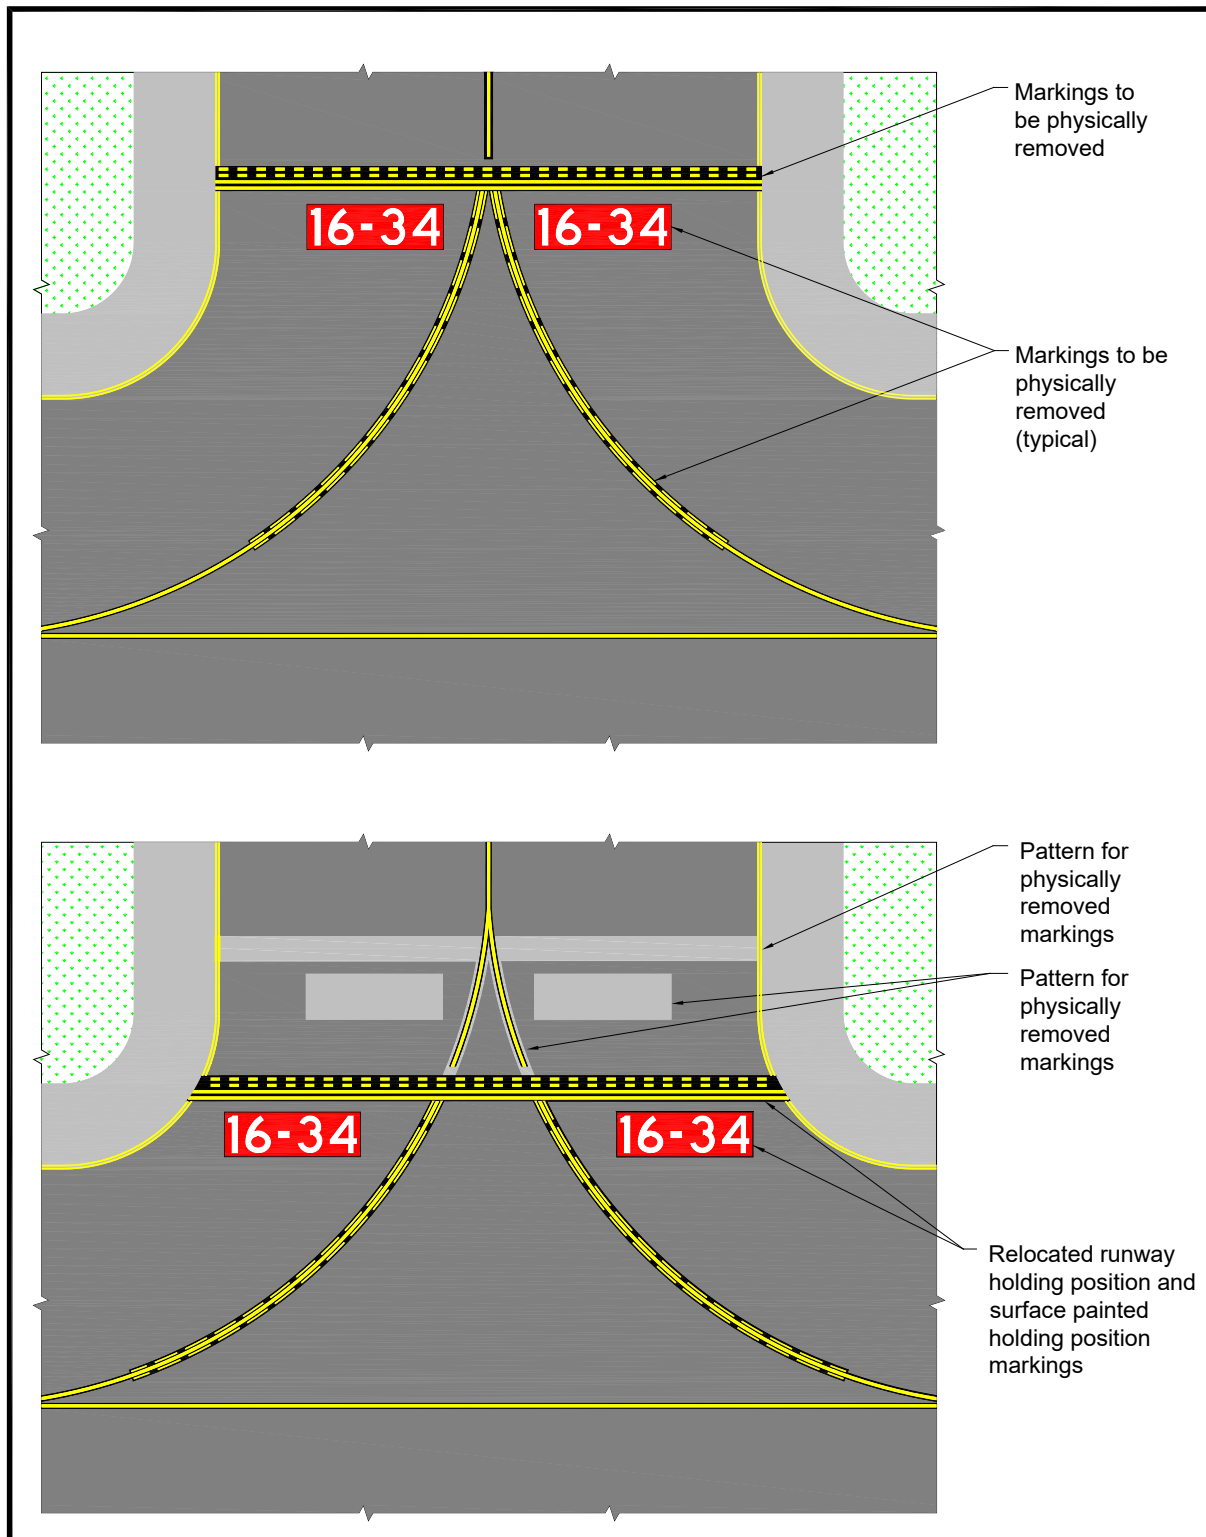 Markings to
be physically
removed
16-34 16-34
Markings to be
physically
removed
(typical)
Pattern for
physically
removed
markings
Pattern for
physically
removed
markings
16-34 16-34
Relocated runway
holding position and
surface painted
holding position
markings